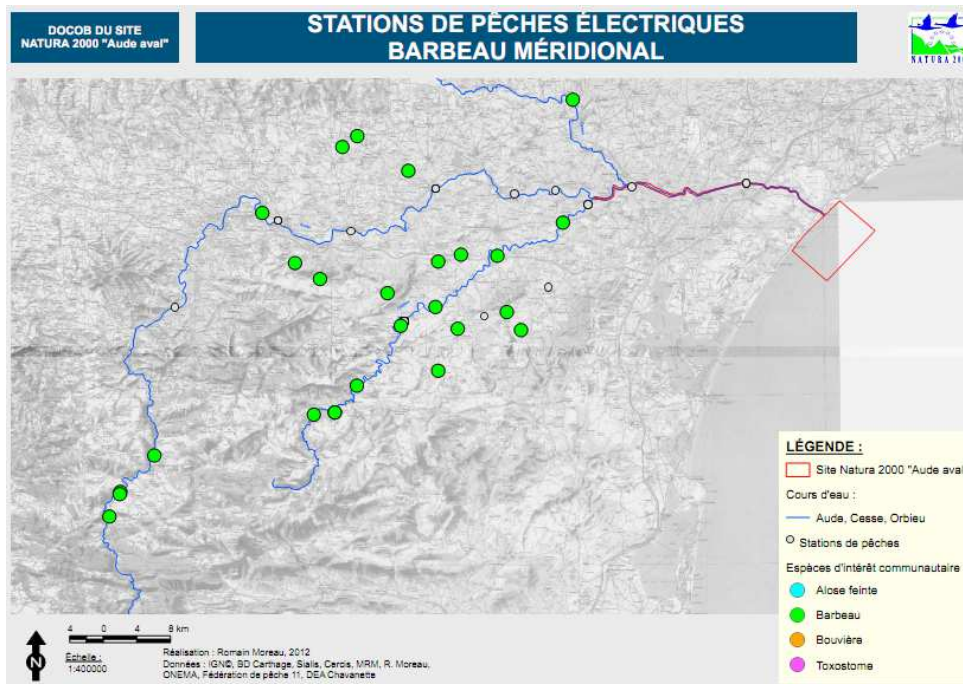 DOCOB DU SITE
NATURA 2000 "Aude aval"
STATIONS DE PÊCHES ÉLECTRIQUES
BARBEAU MÉRIDIONAL
NATURA 200
LÉGENDE :
Site Natura 2000 "Aude aval
Cours d'eau :
Aude, Cesse, Orbieu
Stations de pêches
Espèces d'intérêt communautaire
Alose feinte
Barbeau
Bouvière
Toxostome
4 0 4 8 km
N
Échelle :
1:400000
Réalisation : Romain Moreau, 2012
Données : IGN©, BD Carthage, Sialis, Carcis, MRM, R. Moreau,
ONEMA, Fédération de pêche 11, DEA Chavanette